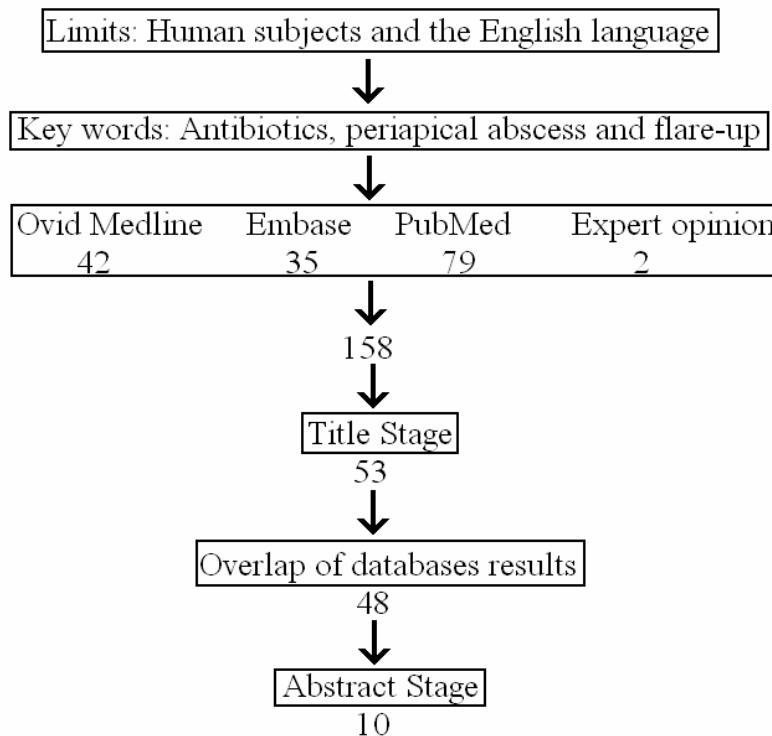 Limits: Human subjects and the English language
Key words: Antibiotics, periapical abscess and flare-up
Ovid Medline Embase PubMed Expert opinion
42 35 79 2
158
Title Stage
53
Overlap of databases results
48
Abstract Stage
10